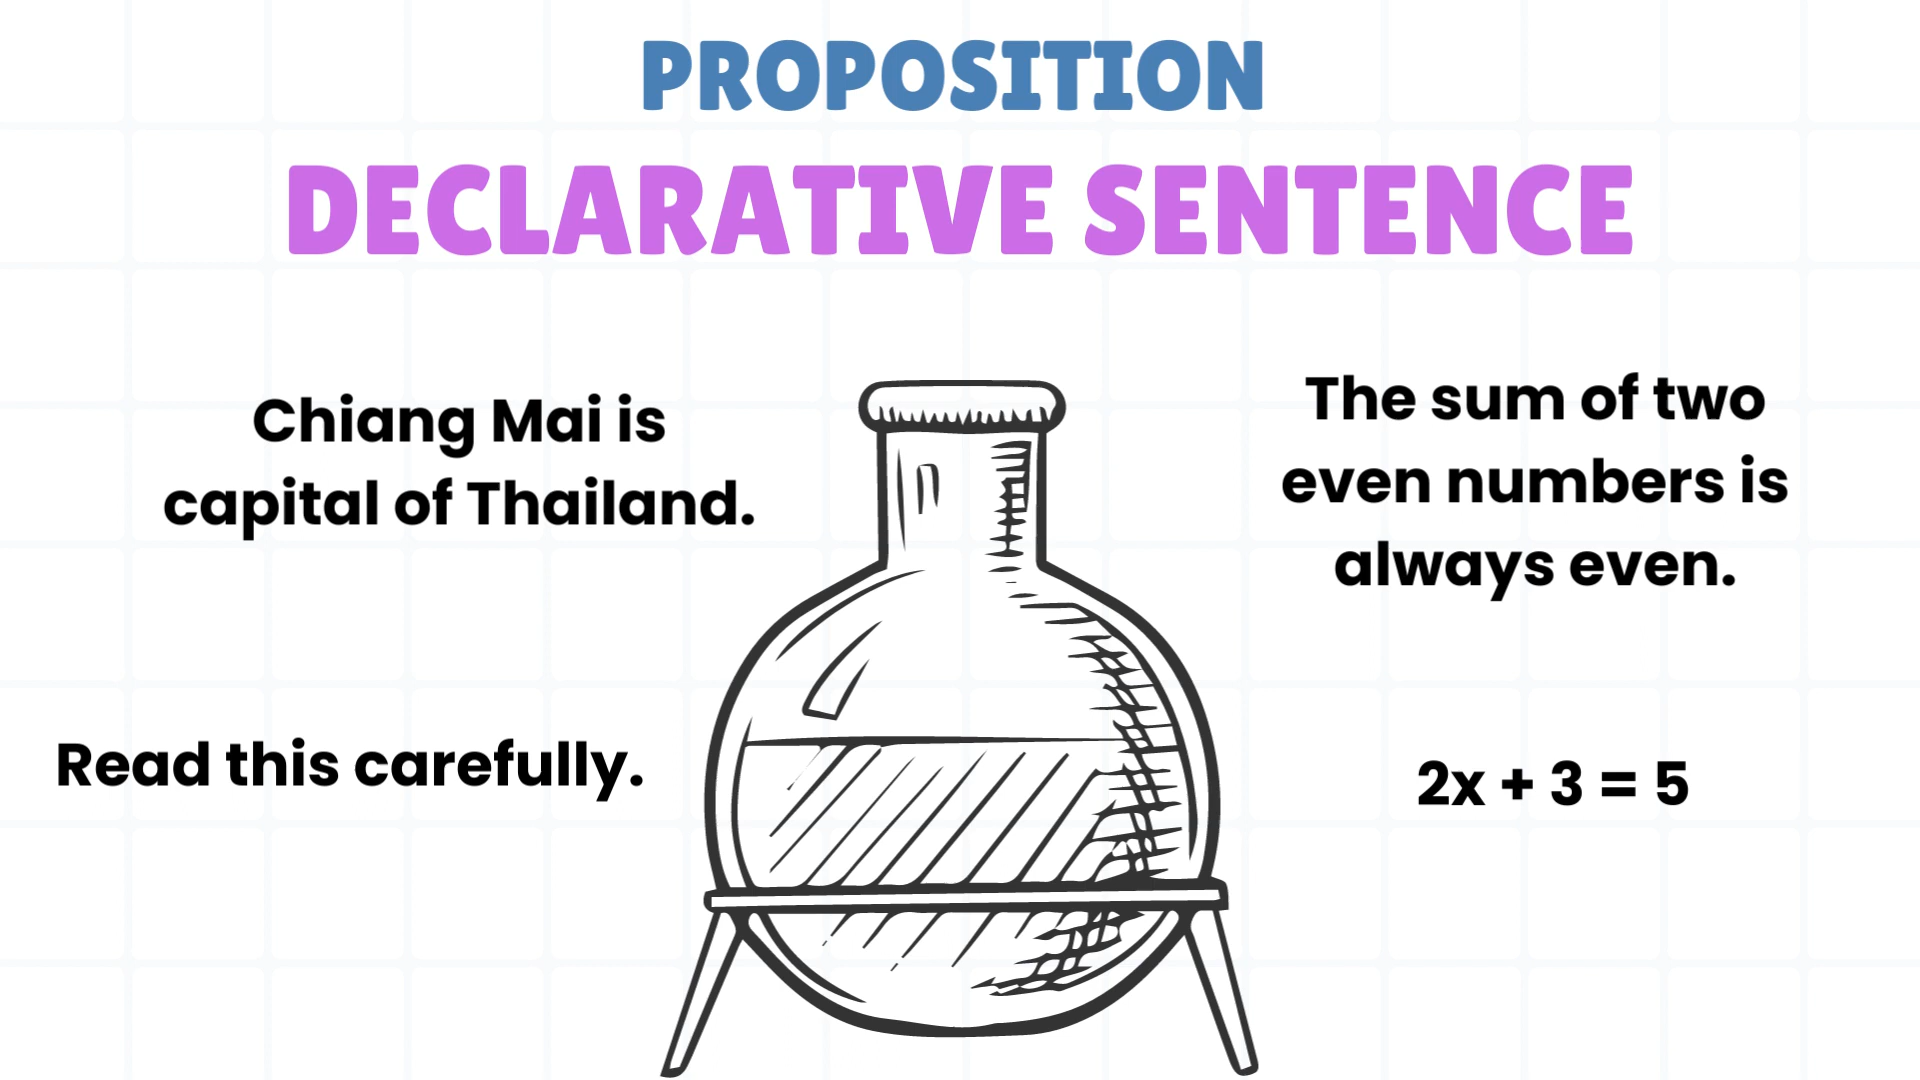 PROPOSITION
DECLARATIVE SENTENCE
Chiang Mai is
capital of Thailand.
The sum of two
even numbers is
always even.
Read this carefully.
2x + 3 = 5